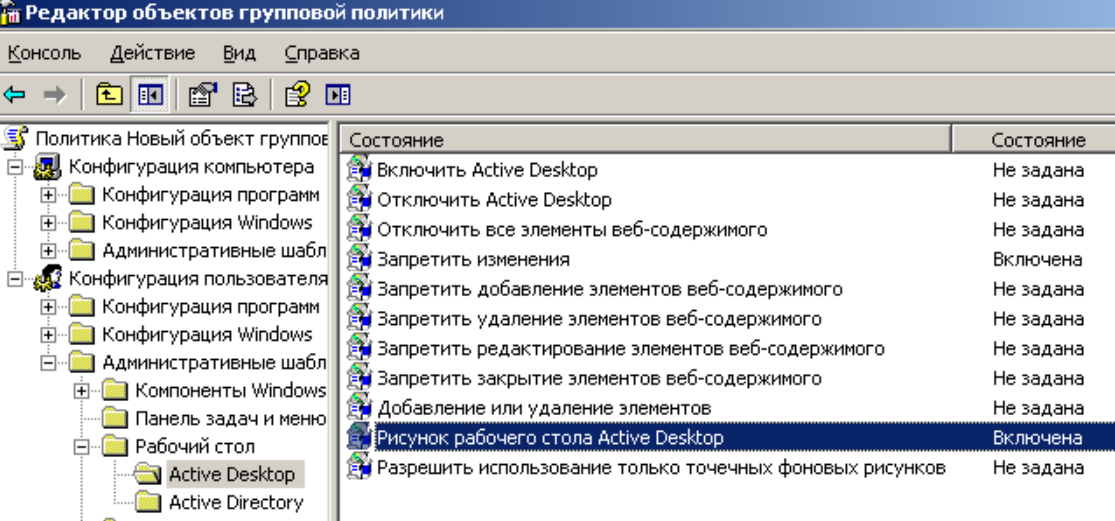 Редактор объектов групповой политики
Консоль Действие Вид Справка
Политика Новый объект группов
Конфигурация компьютера
Конфигурация программ
Конфигурация Windows
Административные шабл
Конфигурация пользователя
Конфигурация программ
Конфигурация Windows
Административные шабл
Компоненты Windows
Панель задач и меню
Рабочий стол
Active Desktop
Active Directory
Состояние Состояние
Включить Active Desktop Не задана
Отключить Active Desktop Не задана
Отключить все элементы веб-содержимого Не задана
Запретить изменения Включена
Запретить добавление элементов веб-содержимого Не задана
Запретить удаление элементов веб-содержимого Не задана
Запретить редактирование элементов веб-содержимого Не задана
Запретить закрытие элементов веб-содержимого Не задана
Добавление или удаление элементов Не задана
Рисунок рабочего стола Active Desktop Включена
Разрешить использование только точечных фоновых рисунков Не задана